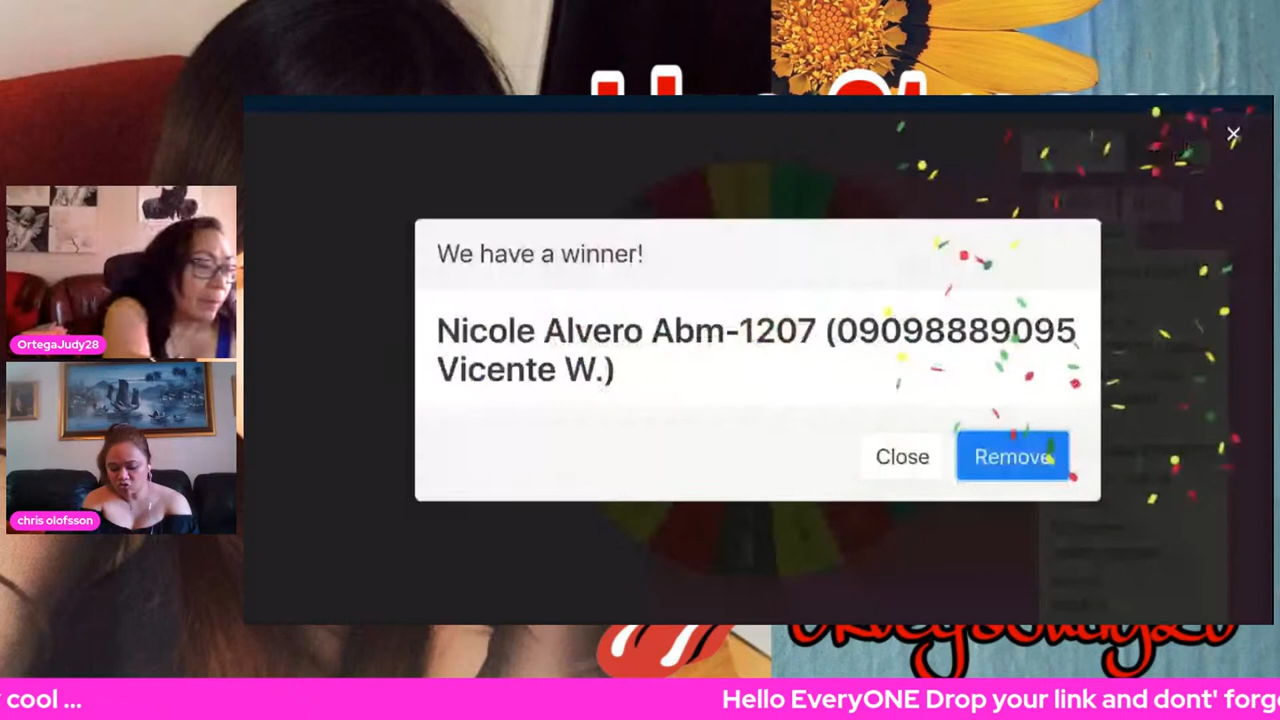 We have a winner!
Nicole Alvero Abm-1207 (09098889095
Vicente W.)
Close
Remove
OrtegaJudy28
chris olofsson
cool ...
Hello EveryONE Drop your link and dont' forg